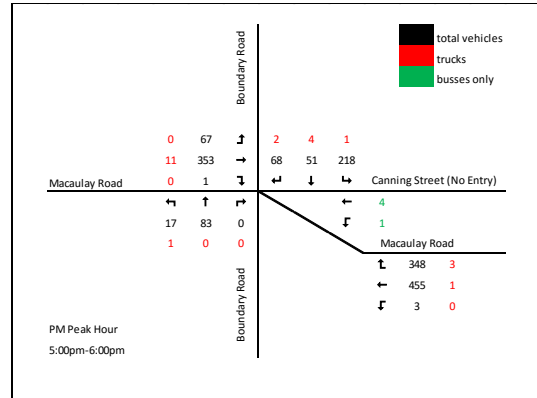 total vehicles
trucks
busses only
Boundary Road
0 67 2 4 1
11 353 68 51 218
0 1
Macaulay Road Canning Street (No Entry)
4
17 83 0 1
1 0 0 Macaulay Road
348 3
455 1
3 0
Boundary Road
PM Peak Hour
5:00pm-6:00pm